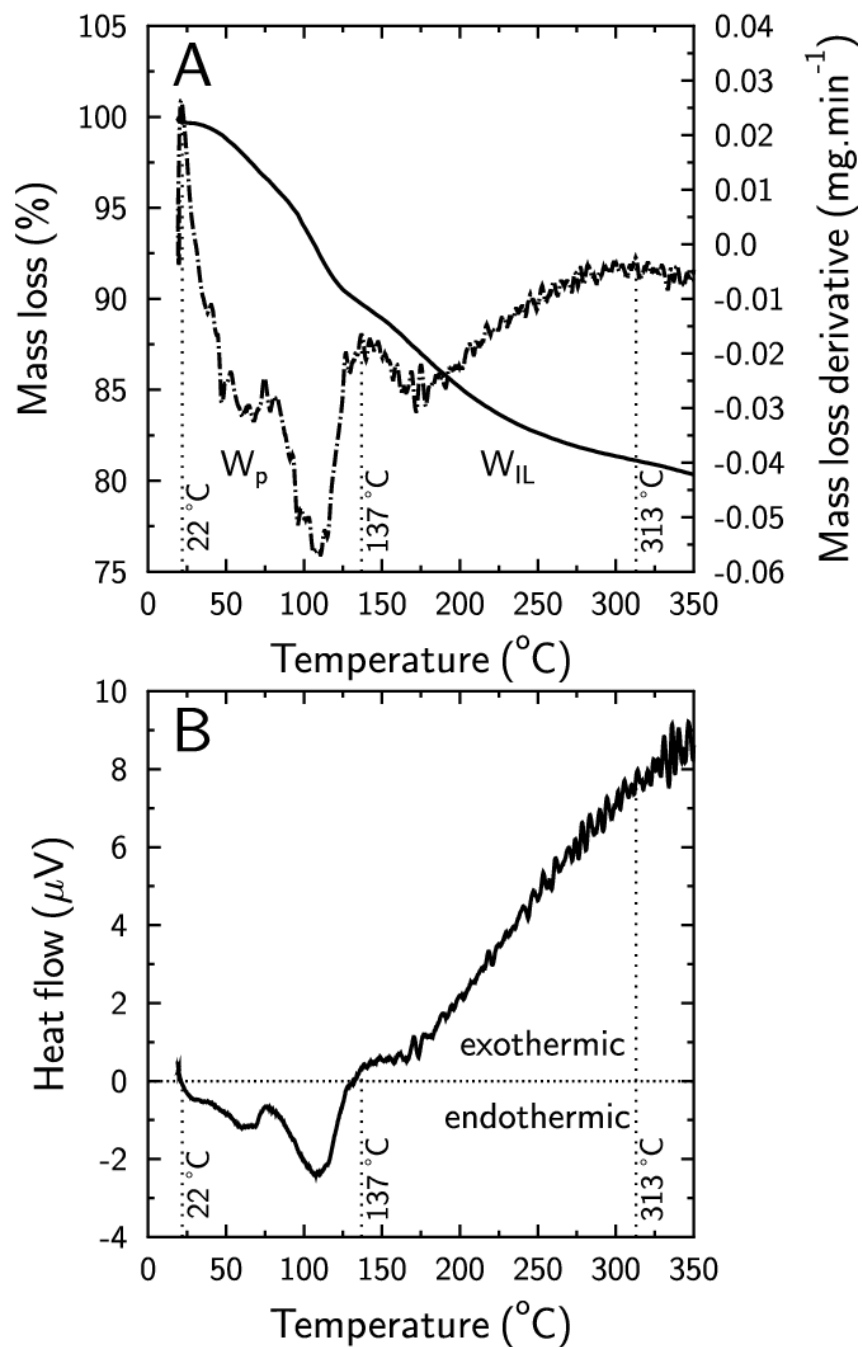 A
Mass loss (%)
105
100
95
90
85
80
75
Mass loss derivative (mg.min⁻¹)
0.04
0.03
0.02
0.01
0.0
-0.01
-0.02
-0.03
-0.04
-0.05
-0.06
W_p
W_IL
22 °C
137 °C
313 °C
0 50 100 150 200 250 300 350
Temperature (°C)
B
Heat flow (μV)
10
8
6
4
2
0
-2
-4
exothermic
endothermic
22 °C
137 °C
313 °C
0 50 100 150 200 250 300 350
Temperature (°C)